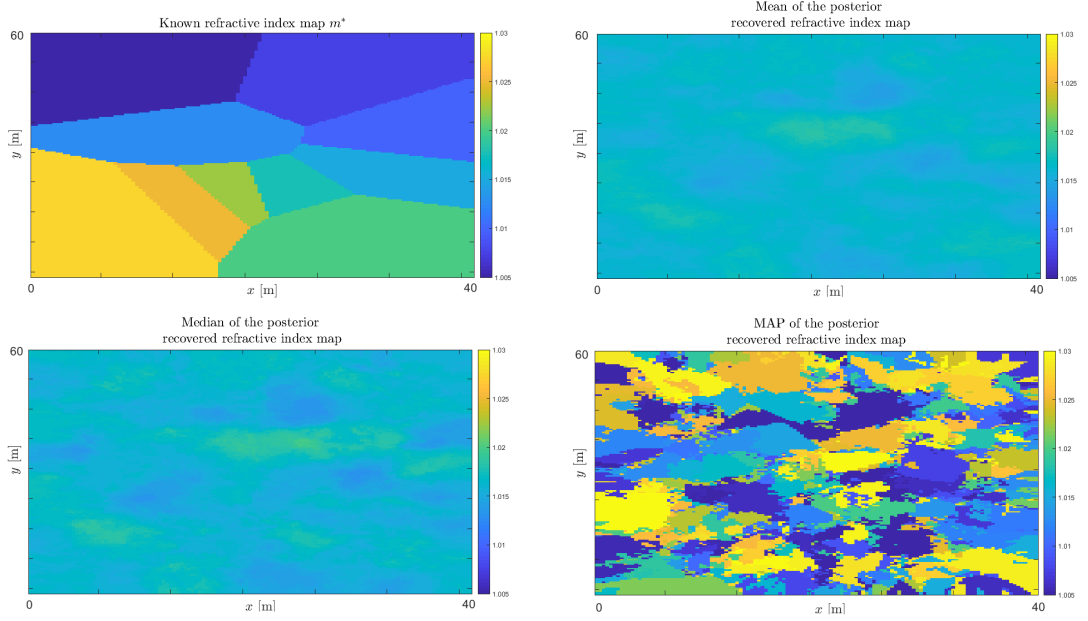 Known refractive index map m*
60
y [m]
0
x [m]
40
1.03
1.025
1.02
1.015
1.01
1.005
Mean of the posterior
recovered refractive index map
60
y [m]
0
x [m]
40
1.03
1.025
1.02
1.015
1.01
1.005
Median of the posterior
recovered refractive index map
60
y [m]
0
x [m]
40
1.03
1.025
1.02
1.015
1.01
1.005
MAP of the posterior
recovered refractive index map
60
y [m]
0
x [m]
40
1.03
1.025
1.02
1.015
1.01
1.005